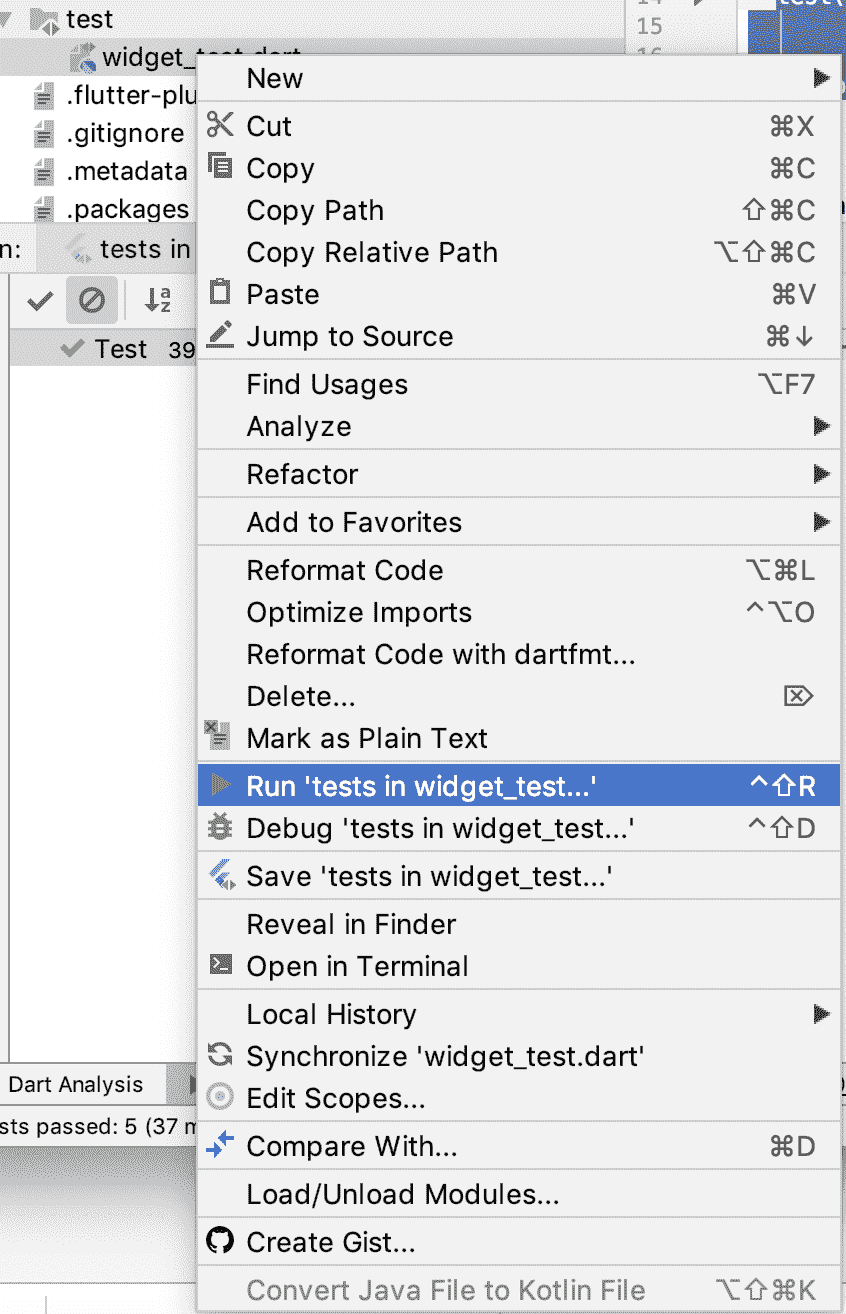 test
widget_test.dart
.flutter-plu
.gitignore
.metadata
.packages
n:
tests in
Test 39
Dart Analysis
sts passed: 5 (37 m
15
16
New
Cut ⌘X
Copy ⌘C
Copy Path ⇧⌘C
Copy Relative Path ⌥⇧⌘C
Paste ⌘V
Jump to Source ⌘↓
Find Usages ⌥F7
Analyze
Refactor
Add to Favorites
Reformat Code ⌥⌘L
Optimize Imports ^⌥O
Reformat Code with dartfmt...
Delete... ⌦
Mark as Plain Text
Run 'tests in widget_test...' ^⇧R
Debug 'tests in widget_test...' ^⇧D
Save 'tests in widget_test...'
Reveal in Finder
Open in Terminal
Local History
Synchronize 'widget_test.dart'
Edit Scopes...
Compare With... ⌘D
Load/Unload Modules...
Create Gist...
Convert Java File to Kotlin File ⌥⇧⌘K